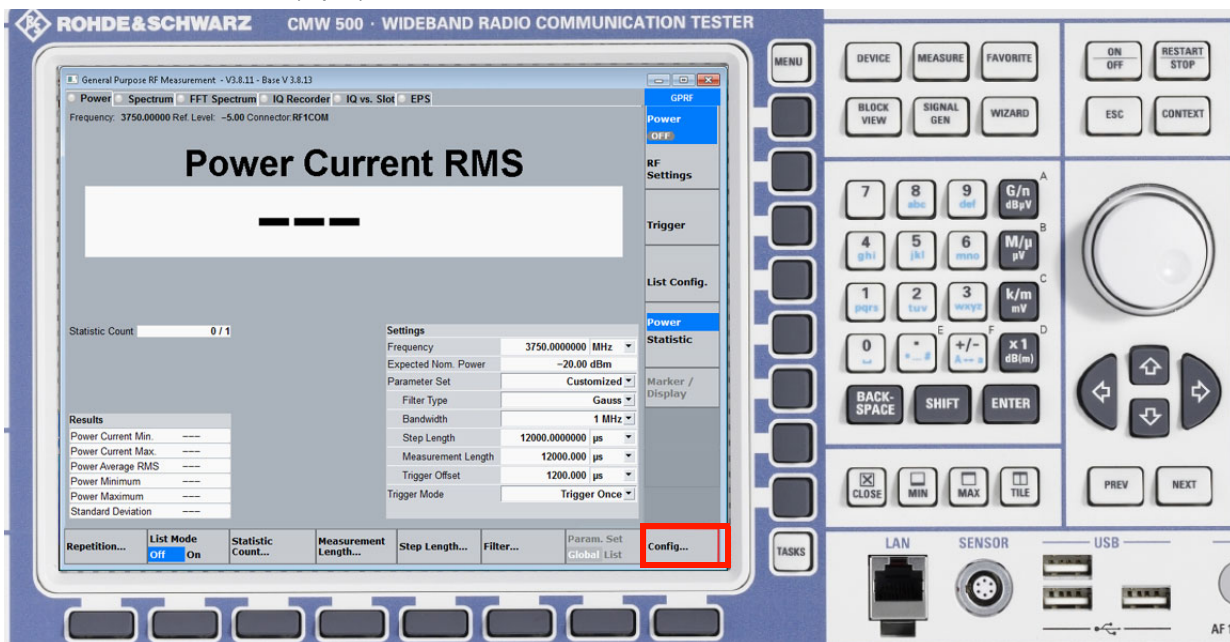 ROHDE&SCHWARZ CMW 500 · WIDEBAND RADIO COMMUNICATION TESTER
General Purpose RF Measurement - V3.8.11 - Base V 3.8.13
Power Spectrum FFT Spectrum IQ Recorder IQ vs. Slot EPS
GPRF
Frequency: 3750.00000 Ref. Level: -5.00 Connector:RF1COM
Power Current RMS
---
Statistic Count 0 / 1
Results
Power Current Min. ---
Power Current Max. ---
Power Average RMS ---
Power Minimum ---
Power Maximum ---
Standard Deviation ---
Settings
Frequency 3750.0000000 MHz
Expected Nom. Power -20.00 dBm
Parameter Set Customized
Filter Type Gauss
Bandwidth 1 MHz
Step Length 12000.0000000 µs
Measurement Length 12000.000 µs
Trigger Offset 1200.000 µs
Trigger Mode Trigger Once
Power
OFF
RF
Settings
Trigger
List Config.
Power
Statistic
Marker /
Display
Repetition...
List Mode
Off On
Statistic
Count...
Measurement
Length...
Step Length...
Filter...
Param. Set
Global List
Config...
MENU
TASKS
DEVICE MEASURE FAVORITE
ON
OFF
RESTART
STOP
BLOCK
VIEW
SIGNAL
GEN
WIZARD
ESC CONTEXT
7
8
abc
9
def
G/n
dBµV
A
4
ghi
5
jkl
6
mno
M/µ
µV
B
1
pqrs
2
tuv
3
wxyz
k/m
mV
C
0
E
+/-
F
x 1
dB(m)
D
BACK-
SPACE
SHIFT
ENTER
CLOSE MIN MAX TILE
PREV NEXT
LAN SENSOR USB
AF